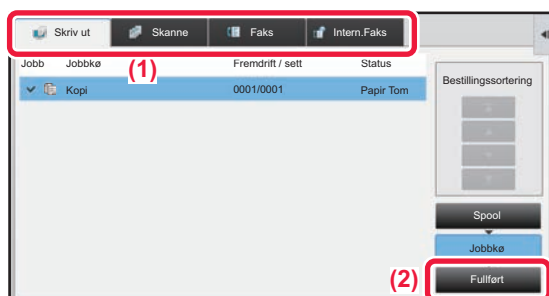 Skriv ut Skanne Faks Intern.Faks
Jobb Jobbkø (1) Fremdrift / sett Status
Kopi 0001/0001 Papir Tom
Bestillingssortering
Spool
Jobbkø
(2) Fullført